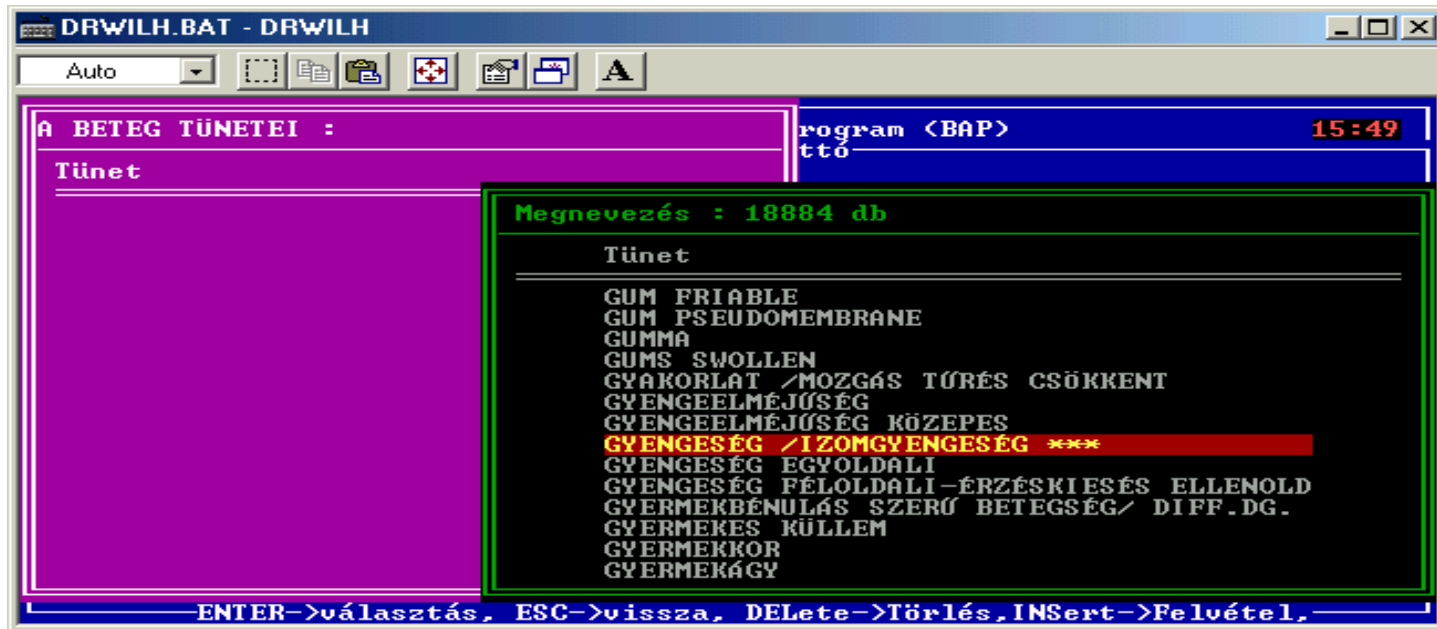 DRWILH.BAT - DRWILH
Auto
A
A BETEG TÜNETEI :
rogram (BAP) 15:49
ttó
Tünet
Megnevezés : 18884 db
Tünet
GUM FRIABLE
GUM PSEUDOMEMBRANE
GUMMA
GUMS SWOLLEN
GYAKORLAT /MOZGÁS TŰRÉS CSÖKKENT
GYENGEELMÉJŰSÉG
GYENGEELMÉJŰSÉG KÖZEPES
GYENGESÉG /IZOMGYENGESÉG ***
GYENGESÉG EGYOLDALI
GYENGESÉG FÉLOLDALI-ÉRZÉSKIESÉS ELLENOLD
GYERMEKBÉNULÁS SZERŰ BETEGSÉG/ DIFF.DG.
GYERMEKES KÜLLEM
GYERMEKKOR
GYERMEKÁGY
ENTER->választás, ESC->vissza, DELete->Törlés,INSert->Felvétel,